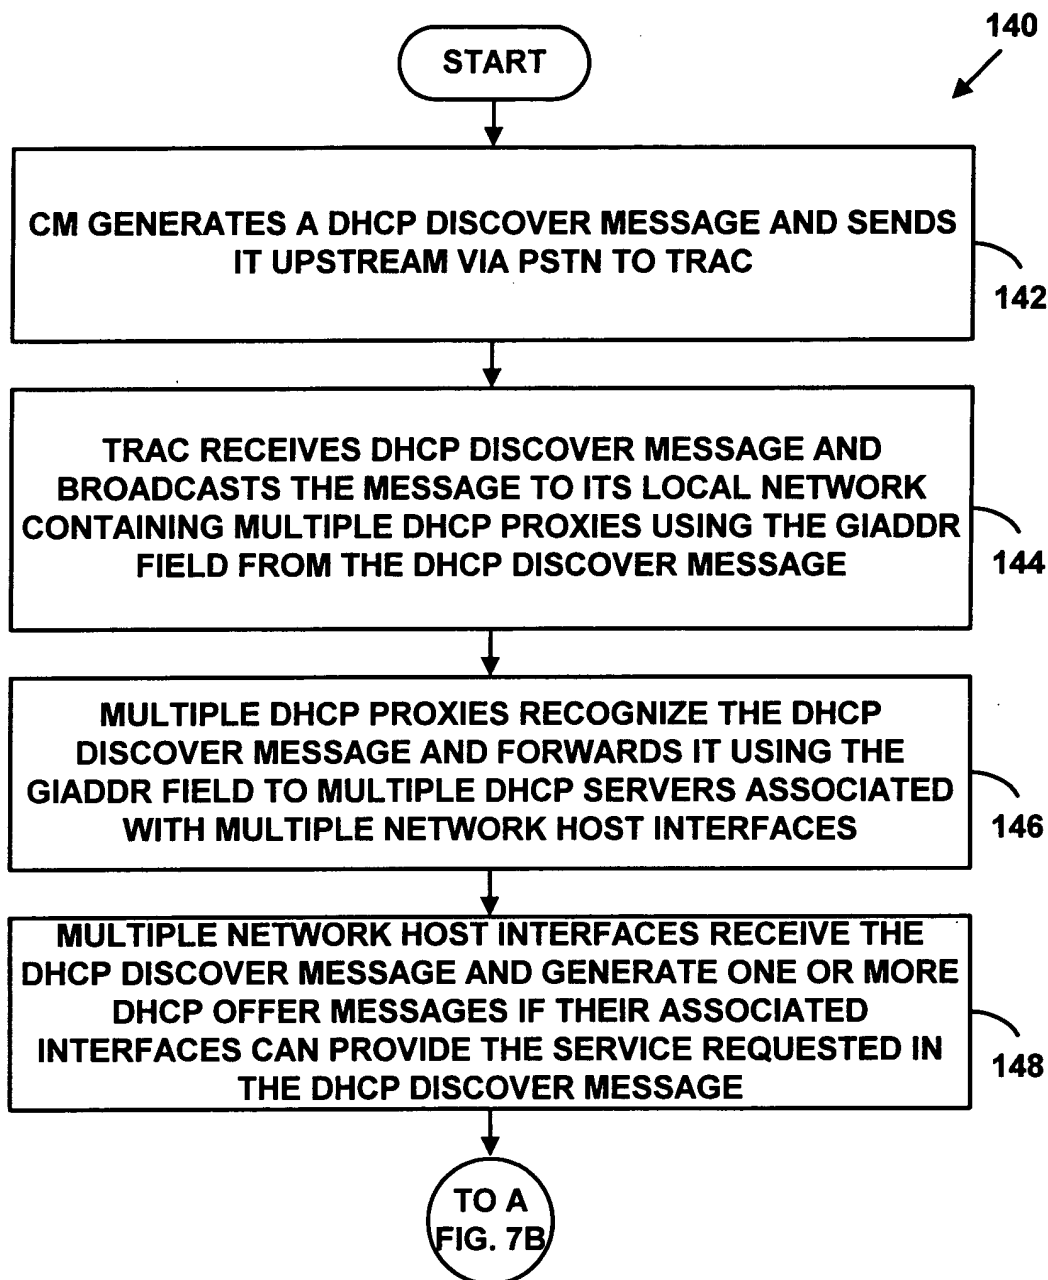 140
START
CM GENERATES A DHCP DISCOVER MESSAGE AND SENDS
IT UPSTREAM VIA PSTN TO TRAC
142
TRAC RECEIVES DHCP DISCOVER MESSAGE AND
BROADCASTS THE MESSAGE TO ITS LOCAL NETWORK
CONTAINING MULTIPLE DHCP PROXIES USING THE GIADDR
FIELD FROM THE DHCP DISCOVER MESSAGE
144
MULTIPLE DHCP PROXIES RECOGNIZE THE DHCP
DISCOVER MESSAGE AND FORWARDS IT USING THE
GIADDR FIELD TO MULTIPLE DHCP SERVERS ASSOCIATED
WITH MULTIPLE NETWORK HOST INTERFACES
146
MULTIPLE NETWORK HOST INTERFACES RECEIVE THE
DHCP DISCOVER MESSAGE AND GENERATE ONE OR MORE
DHCP OFFER MESSAGES IF THEIR ASSOCIATED
INTERFACES CAN PROVIDE THE SERVICE REQUESTED IN
THE DHCP DISCOVER MESSAGE
148
TO A
FIG. 7B